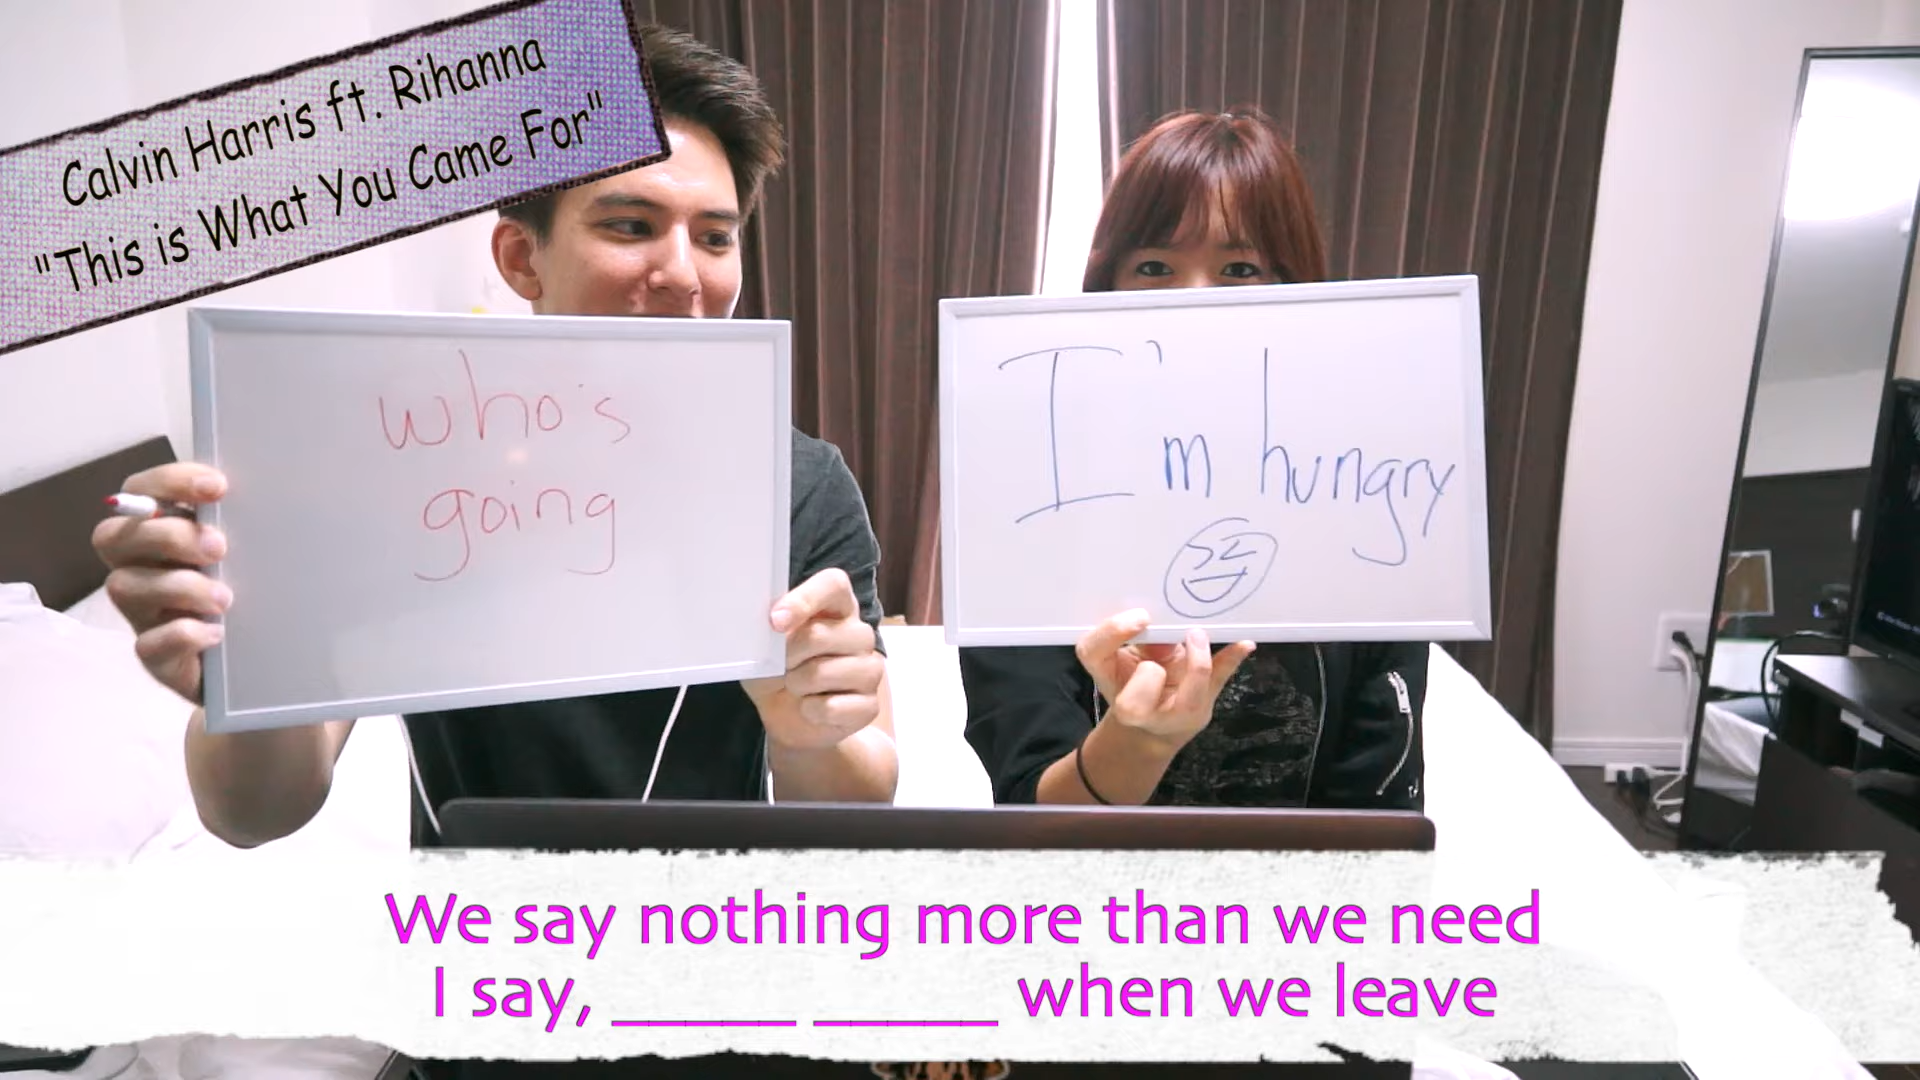 Calvin Harris ft. Rihanna
"This is What You Came For"
who's
going
I'm hungry
We say nothing more than we need
I say, _____ _____ when we leave